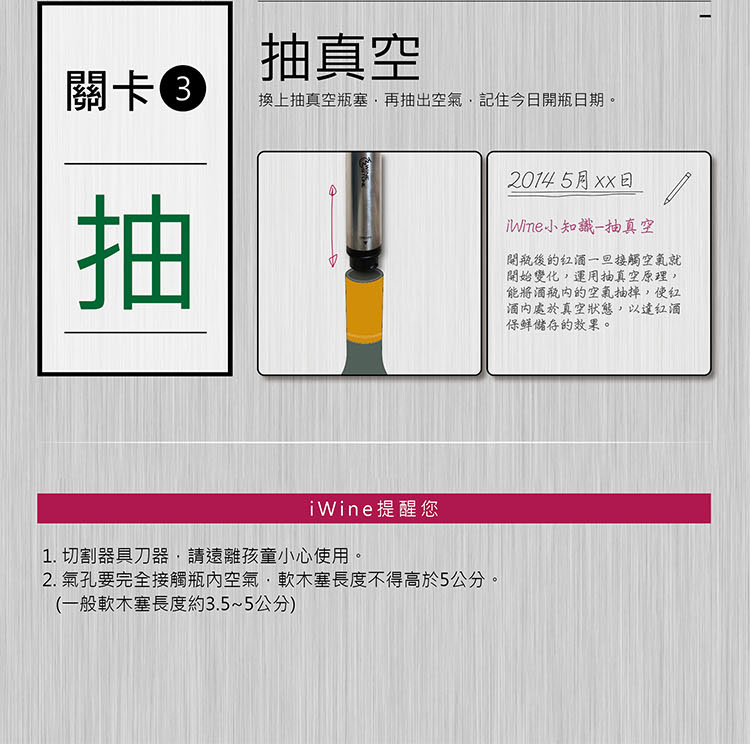 關卡3
抽
抽真空
換上抽真空瓶塞，再抽出空氣，記住今日開瓶日期。
2014 5月xx日
iWine小知識-抽真空
開瓶後的紅酒一旦接觸空氣就
開始變化，運用抽真空原理，
能將酒瓶內的空氣抽掉，使紅
酒內處於真空狀態，以達紅酒
保鮮儲存的效果。
iWine提醒您
1. 切割器具刀器，請遠離孩童小心使用。
2. 氣孔要完全接觸瓶內空氣，軟木塞長度不得高於5公分。
(一般軟木塞長度約3.5~5公分)